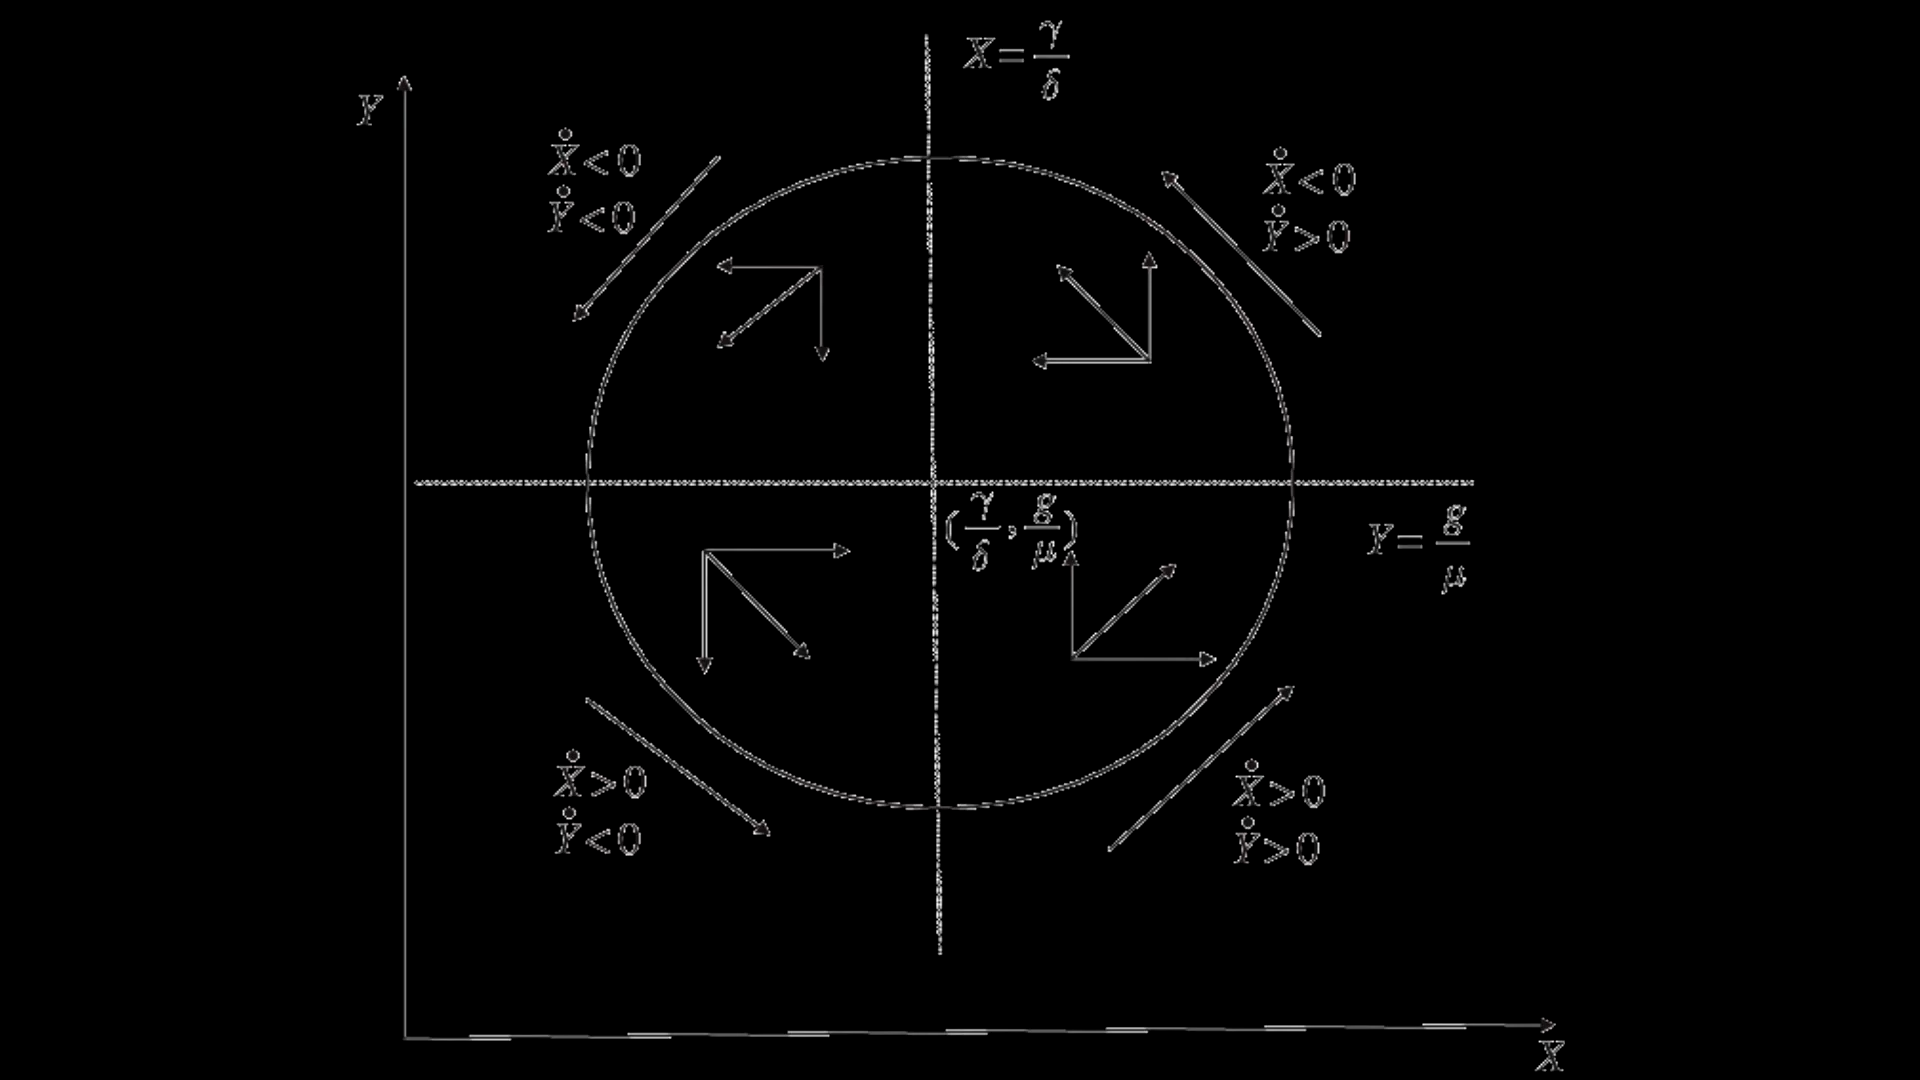 X = γ/δ
Y
Ẋ<0
Ẏ<0
Ẋ<0
Ẏ>0
(γ/δ, g/μ)
Y = g/μ
Ẋ>0
Ẏ<0
Ẋ>0
Ẏ>0
X